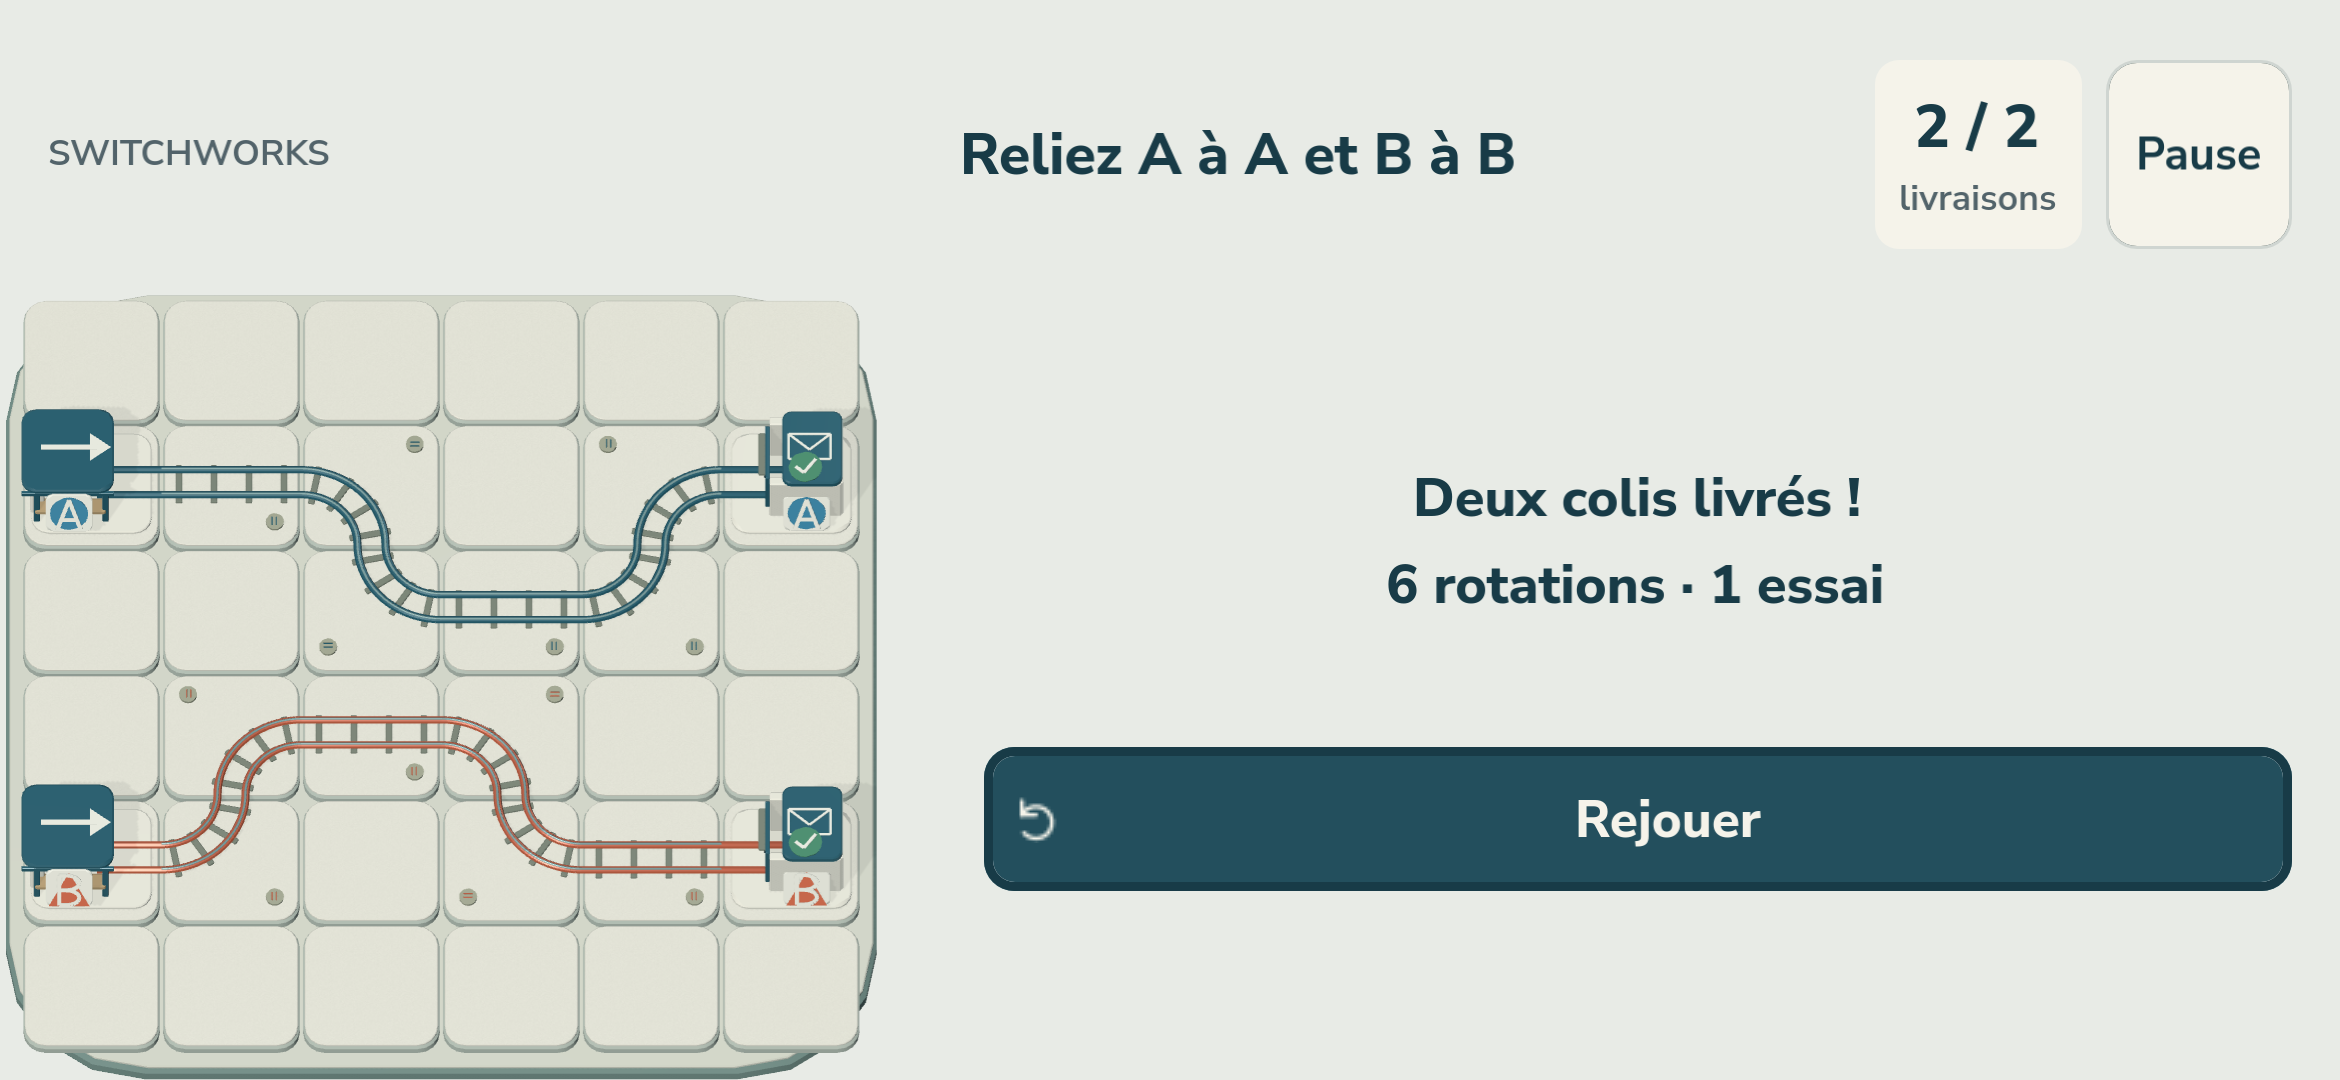 SWITCHWORKS
Reliez A à A et B à B
2 / 2
livraisons
Pause
A
A
B
B
Deux colis livrés !
6 rotations · 1 essai
Rejouer